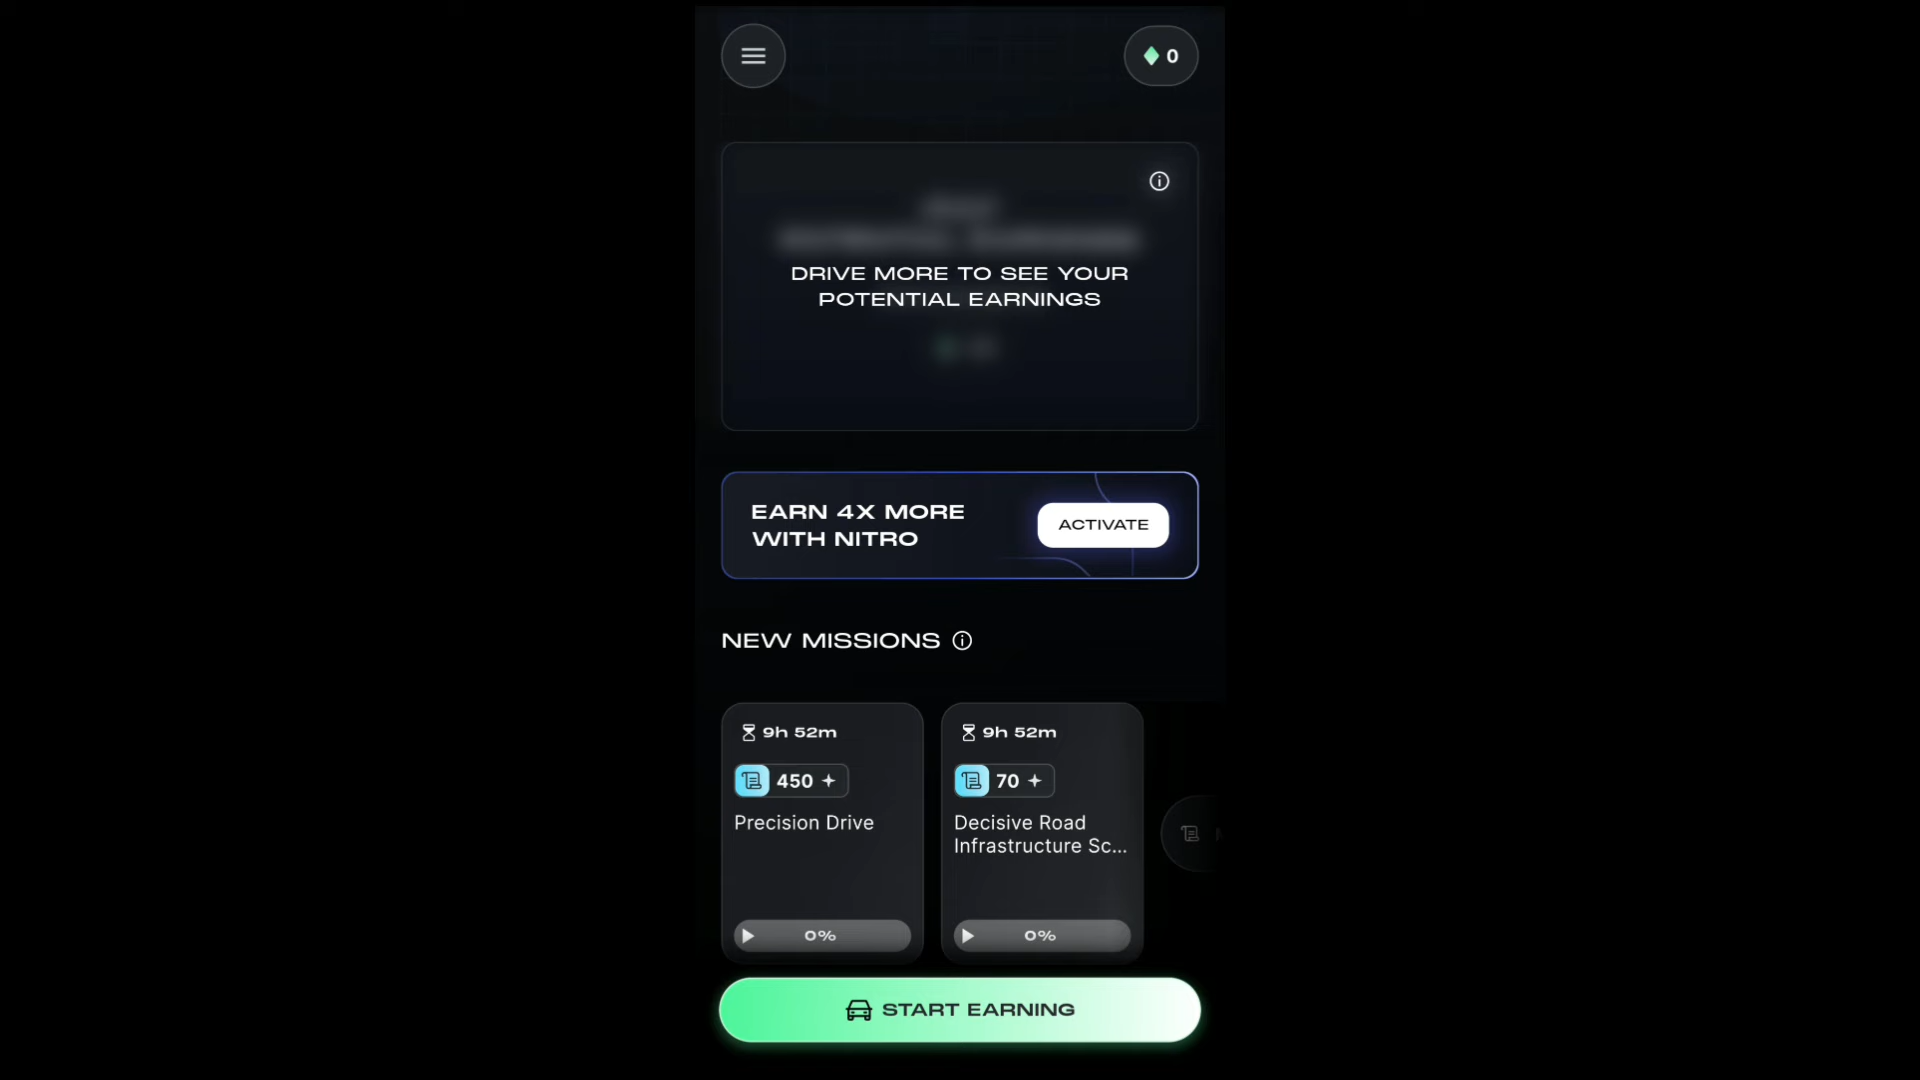 0
DRIVE MORE TO SEE YOUR
POTENTIAL EARNINGS
EARN 4X MORE
WITH NITRO
ACTIVATE
NEW MISSIONS
9h 52m
450
Precision Drive
0%
9h 52m
70
Decisive Road
Infrastructure Sc...
0%
START EARNING